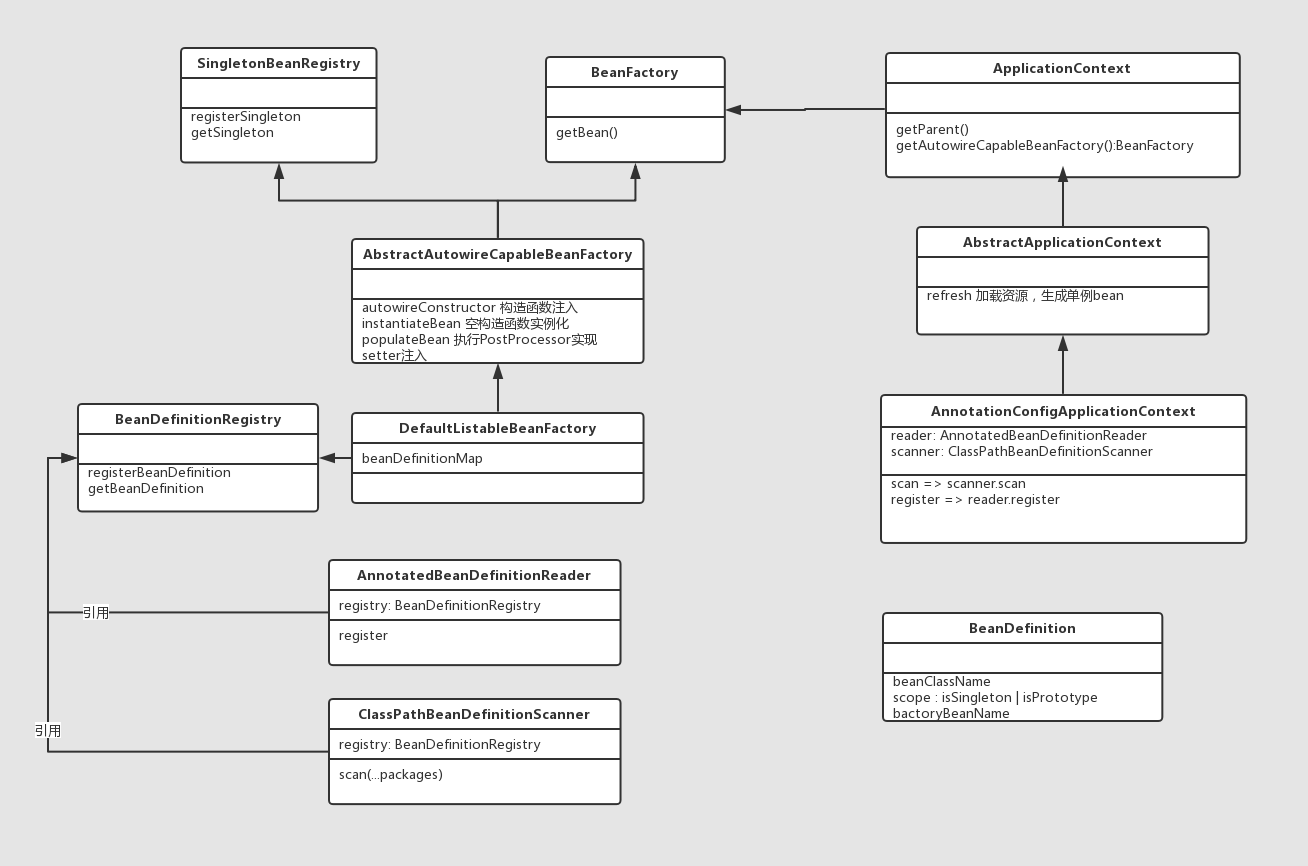 SingletonBeanRegistry
registerSingleton
getSingleton
BeanFactory
getBean()
ApplicationContext
getParent()
getAutowireCapableBeanFactory():BeanFactory
AbstractAutowireCapableBeanFactory
autowireConstructor 构造函数注入
instantiateBean 空构造函数实例化
populateBean 执行PostProcessor实现
setter注入
AbstractApplicationContext
refresh 加载资源，生成单例bean
BeanDefinitionRegistry
registerBeanDefinition
getBeanDefinition
DefaultListableBeanFactory
beanDefinitionMap
AnnotationConfigApplicationContext
reader: AnnotatedBeanDefinitionReader
scanner: ClassPathBeanDefinitionScanner
scan => scanner.scan
register => reader.register
AnnotatedBeanDefinitionReader
registry: BeanDefinitionRegistry
register
引用
BeanDefinition
beanClassName
scope : isSingleton | isPrototype
bactoryBeanName
ClassPathBeanDefinitionScanner
registry: BeanDefinitionRegistry
scan(...packages)
引用